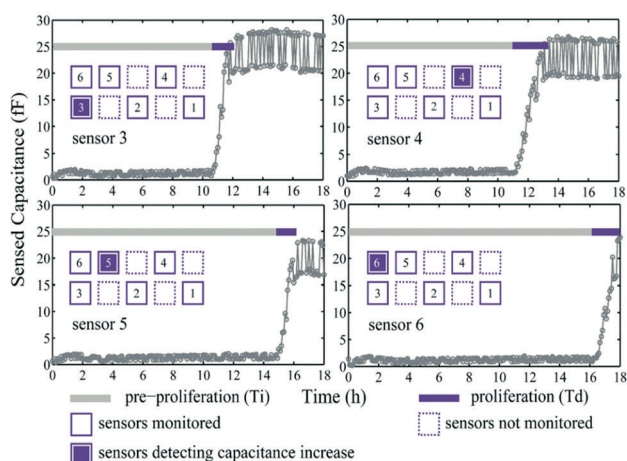 Sensed Capacitance (fF)
30
25
20
15
10
5
0
6 5 4
3 2 1
sensor 3
0 2 4 6 8 10 12 14 16 18
30
25
20
15
10
5
0
6 5 4
3 2 1
sensor 4
0 2 4 6 8 10 12 14 16 18
30
25
20
15
10
5
0
6 5 4
3 2 1
sensor 5
0 2 4 6 8 10 12 14 16 18
30
25
20
15
10
5
0
6 5 4
3 2 1
sensor 6
0 2 4 6 8 10 12 14 16 18
pre-proliferation (Ti) Time (h) proliferation (Td)
sensors monitored sensors not monitored
sensors detecting capacitance increase